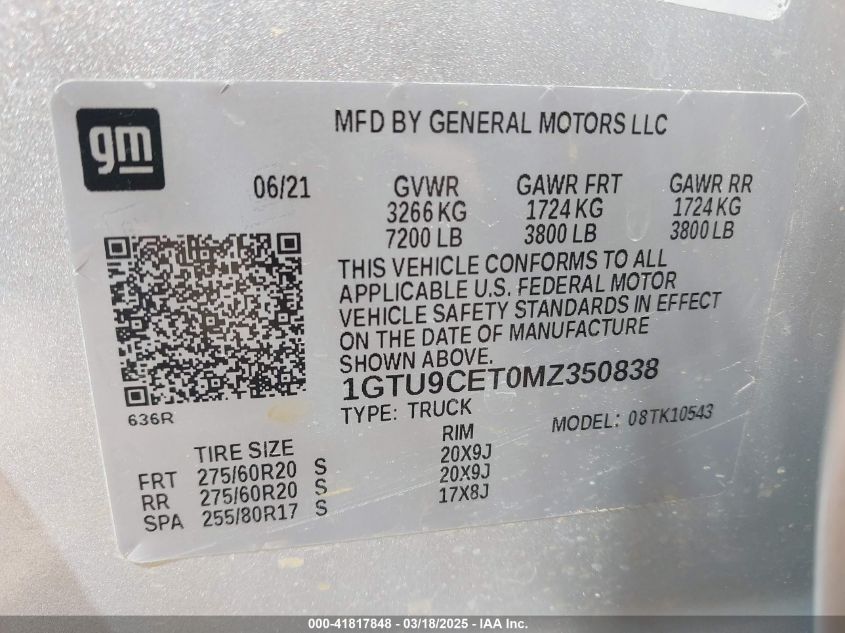 gm
MFD BY GENERAL MOTORS LLC
06/21
GVWR GAWR FRT GAWR RR
3266 KG 1724 KG 1724 KG
7200 LB 3800 LB 3800 LB
THIS VEHICLE CONFORMS TO ALL
APPLICABLE U.S. FEDERAL MOTOR
VEHICLE SAFETY STANDARDS IN EFFECT
ON THE DATE OF MANUFACTURE
SHOWN ABOVE.
1GTU9CET0MZ350838
636R
TYPE: TRUCK MODEL: 08TK10543
TIRE SIZE RIM
FRT 275/60R20 S 20X9J
RR 275/60R20 S 20X9J
SPA 255/80R17 S 17X8J
000-41817848 - 03/18/2025 - IAA Inc.